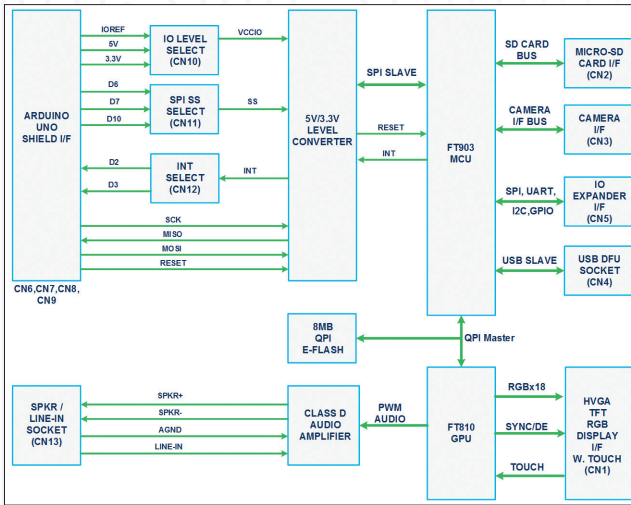 IOREF
5V
3.3V
IO LEVEL
SELECT
(CN10)
VCCIO
D6
D7
D10
SPI SS
SELECT
(CN11)
SS
ARDUINO
UNO
SHIELD I/F
D2
D3
INT
SELECT
(CN12)
INT
SCK
MISO
MOSI
RESET
CN6,CN7,CN8,
CN9
5V/3.3V
LEVEL
CONVERTER
SPI SLAVE
RESET
INT
FT903
MCU
SD CARD
BUS
MICRO-SD
CARD I/F
(CN2)
CAMERA
I/F BUS
CAMERA
I/F
(CN3)
SPI, UART,
I2C,GPIO
IO
EXPANDER
I/F
(CN5)
USB SLAVE
USB DFU
SOCKET
(CN4)
8MB
QPI
E-FLASH
QPI Master
SPKR /
LINE-IN
SOCKET
(CN13)
SPKR+
SPKR-
AGND
LINE-IN
CLASS D
AUDIO
AMPLIFIER
PWM
AUDIO
FT810
GPU
RGBx18
SYNC/DE
TOUCH
HVGA
TFT
RGB
DISPLAY
I/F
W. TOUCH
(CN1)